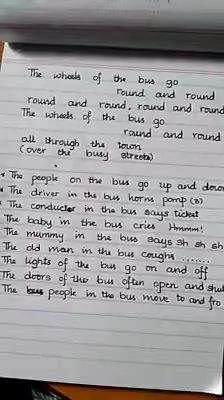 The wheels of the bus go
round and round
round and round, round and round
The wheels of the bus go
round and round
all through the town
(over the busy streets)
* The people on the bus go up and down
* The driver in the bus horns pomp (3)
* The conductor in the bus says ticket
The baby in the bus cries Hmmm!
The mummy in the bus says sh sh sh
The old man in the bus coughs ......
The lights of the bus go on and off
The doors of the bus often open and shut
The people in the bus move to and fro